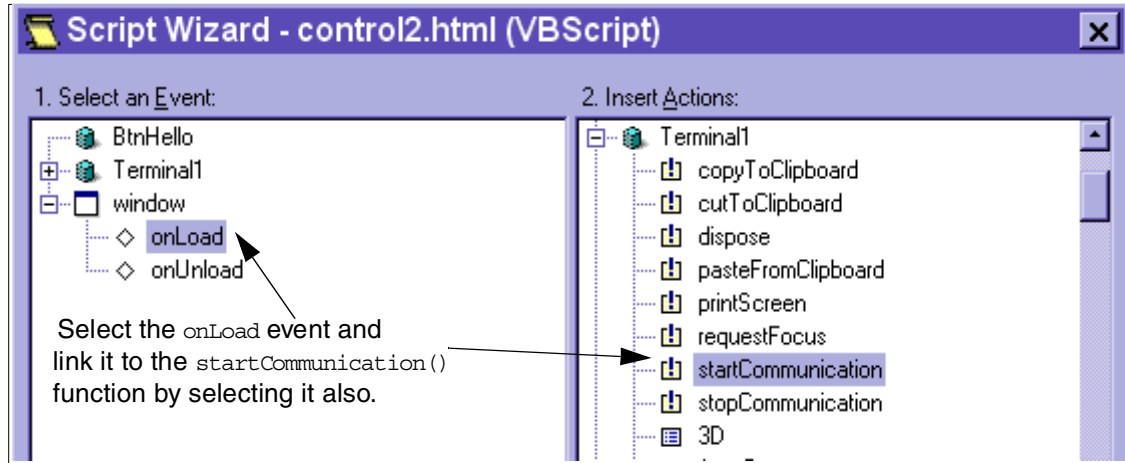 Script Wizard - control2.html (VBScript)
1. Select an Event:
BtnHello
Terminal1
window
onLoad
onUnload
Select the onLoad event and
link it to the startCommunication()
function by selecting it also.
2. Insert Actions:
Terminal1
copyToClipboard
cutToClipboard
dispose
pasteFromClipboard
printScreen
requestFocus
startCommunication
stopCommunication
3D